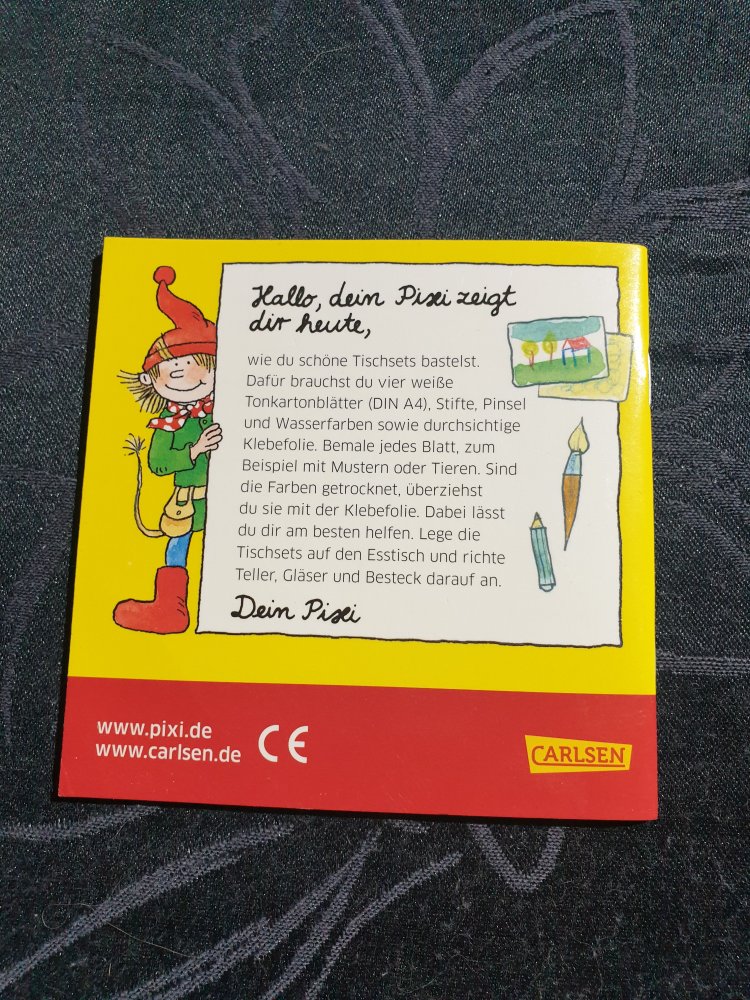 Hallo, dein Pixi zeigt
dir heute,
wie du schöne Tischsets bastelst.
Dafür brauchst du vier weiße
Tonkartonblätter (DIN A4), Stifte, Pinsel
und Wasserfarben sowie durchsichtige
Klebefolie. Bemale jedes Blatt, zum
Beispiel mit Mustern oder Tieren. Sind
die Farben getrocknet, überziehst
du sie mit der Klebefolie. Dabei lässt
du dir am besten helfen. Lege die
Tischsets auf den Esstisch und richte
Teller, Gläser und Besteck darauf an.
Dein Pixi
www.pixi.de
www.carlsen.de
CE
CARLSEN